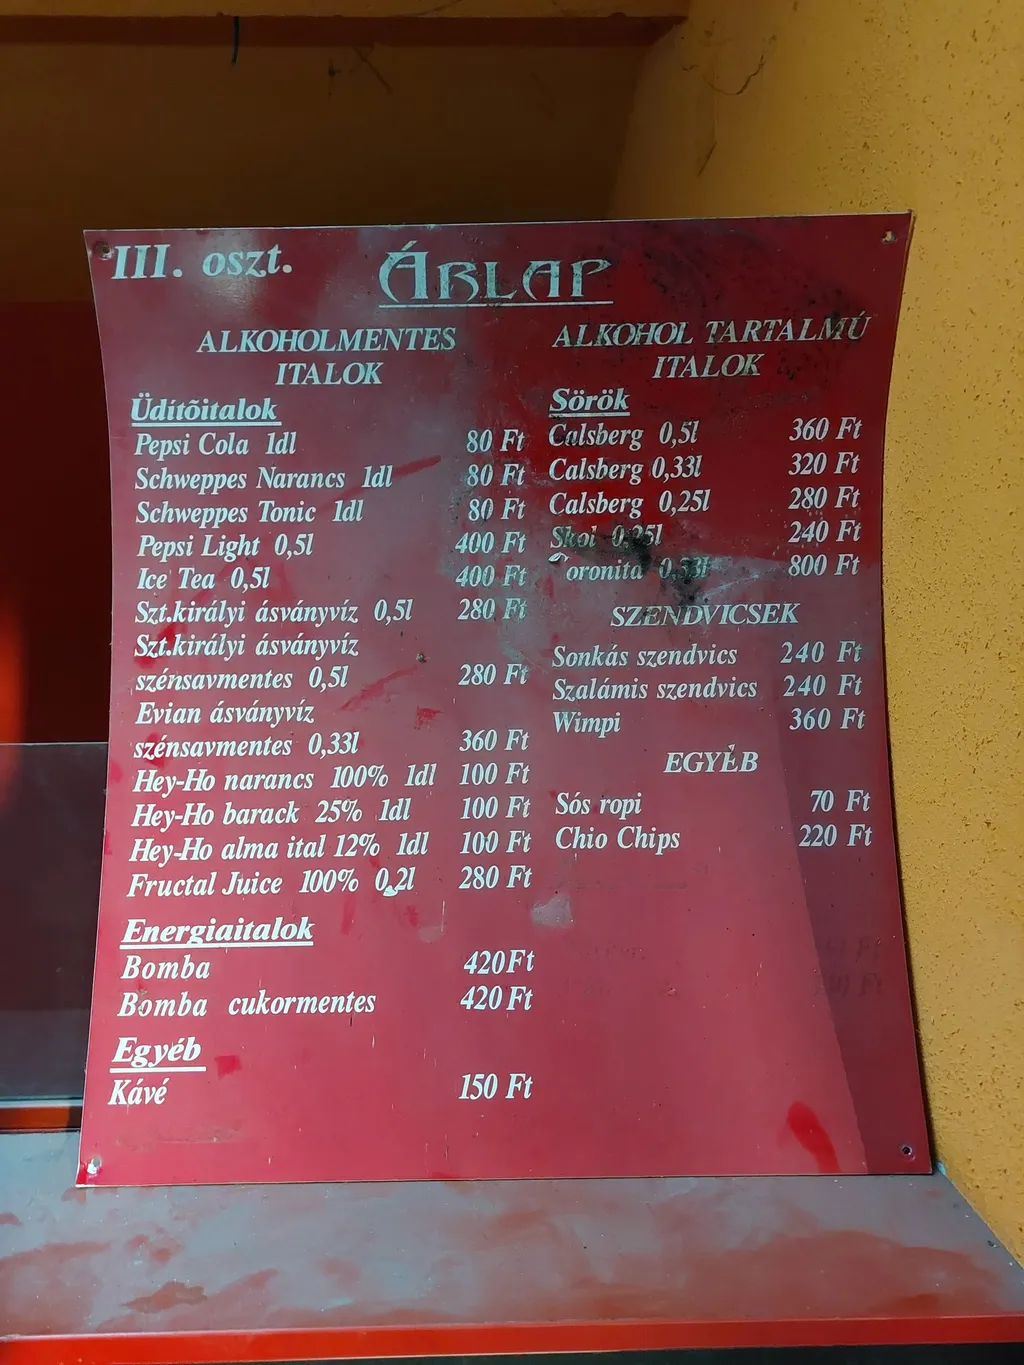 III. oszt.
ÁRLAP
ALKOHOLMENTES
ITALOK
Üdítõitalok
Pepsi Cola 1dl 80 Ft
Schweppes Narancs 1dl 80 Ft
Schweppes Tonic 1dl 80 Ft
Pepsi Light 0,5l 400 Ft
Ice Tea 0,5l 400 Ft
Szt.királyi ásványvíz 0,5l 280 Ft
Szt.királyi ásványvíz
szénsavmentes 0,5l 280 Ft
Evian ásványvíz
szénsavmentes 0,33l 360 Ft
Hey-Ho narancs 100% 1dl 100 Ft
Hey-Ho barack 25% 1dl 100 Ft
Hey-Ho alma ital 12% 1dl 100 Ft
Fructal Juice 100% 0,2l 280 Ft
Energiaitalok
Bomba 420Ft
Bomba cukormentes 420 Ft
Egyéb
Kávé 150 Ft
ALKOHOL TARTALMÚ
ITALOK
Sörök
Calsberg 0,5l 360 Ft
Calsberg 0,33l 320 Ft
Calsberg 0,25l 280 Ft
Skol 0,25l 240 Ft
Coronita 0,33l 800 Ft
SZENDVICSEK
Sonkás szendvics 240 Ft
Szalámis szendvics 240 Ft
Wimpi 360 Ft
EGYÉB
Sós ropi 70 Ft
Chio Chips 220 Ft